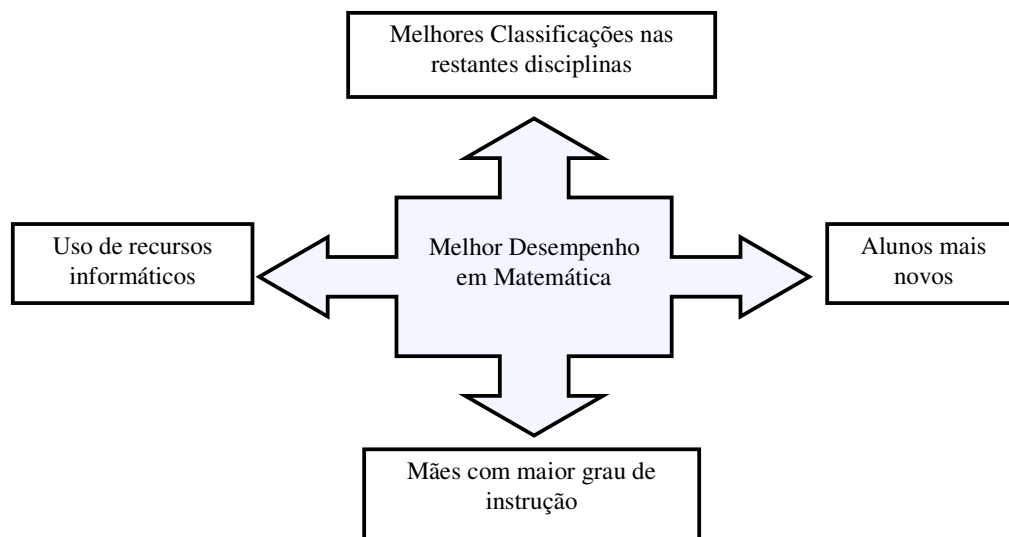 Melhores Classificações nas
restantes disciplinas
Uso de recursos
informáticos
Melhor Desempenho
em Matemática
Alunos mais
novos
Mães com maior grau de
instrução